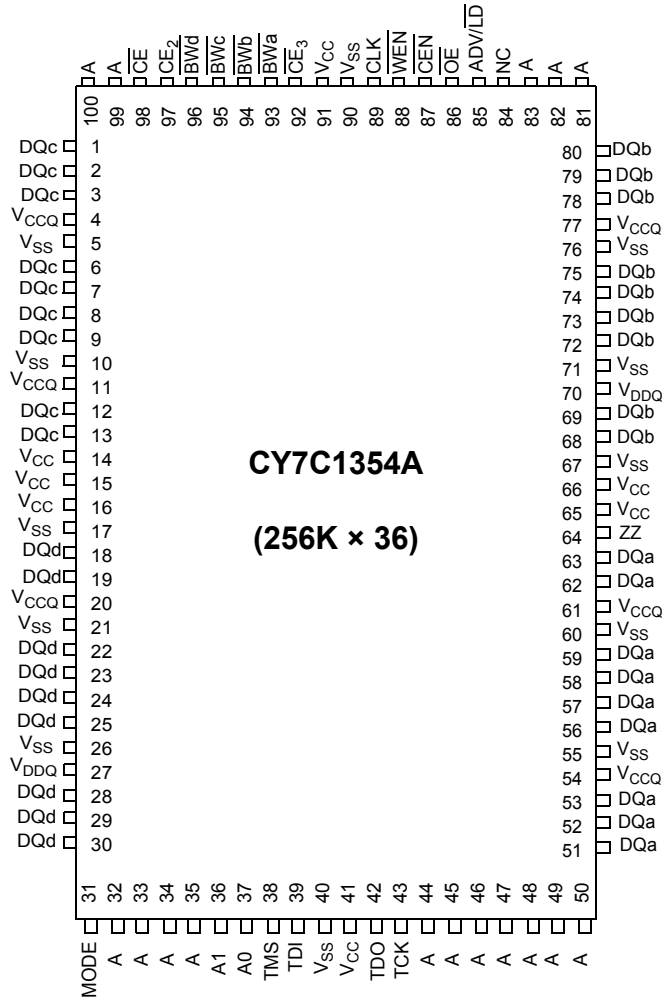 A A CE CE2 BWd BWc BWb BWa CE3 VCC VSS CLK WEN CEN OE ADV/LD NC A A A
100 99 98 97 96 95 94 93 92 91 90 89 88 87 86 85 84 83 82 81
DQc 1
DQc 2
DQc 3
VCCQ 4
VSS 5
DQc 6
DQc 7
DQc 8
DQc 9
VSS 10
VCCQ 11
DQc 12
DQc 13
VCC 14
VCC 15
VCC 16
VSS 17
DQd 18
DQd 19
VCCQ 20
VSS 21
DQd 22
DQd 23
DQd 24
DQd 25
VSS 26
VDDQ 27
DQd 28
DQd 29
DQd 30
CY7C1354A
(256K × 36)
80 DQb
79 DQb
78 DQb
77 VCCQ
76 VSS
75 DQb
74 DQb
73 DQb
72 DQb
71 VSS
70 VDDQ
69 DQb
68 DQb
67 VSS
66 VCC
65 VCC
64 ZZ
63 DQa
62 DQa
61 VCCQ
60 VSS
59 DQa
58 DQa
57 DQa
56 DQa
55 VSS
54 VCCQ
53 DQa
52 DQa
51 DQa
31 32 33 34 35 36 37 38 39 40 41 42 43 44 45 46 47 48 49 50
MODE A A A A A1 A0 TMS TDI VSS VCC TDO TCK A A A A A A A